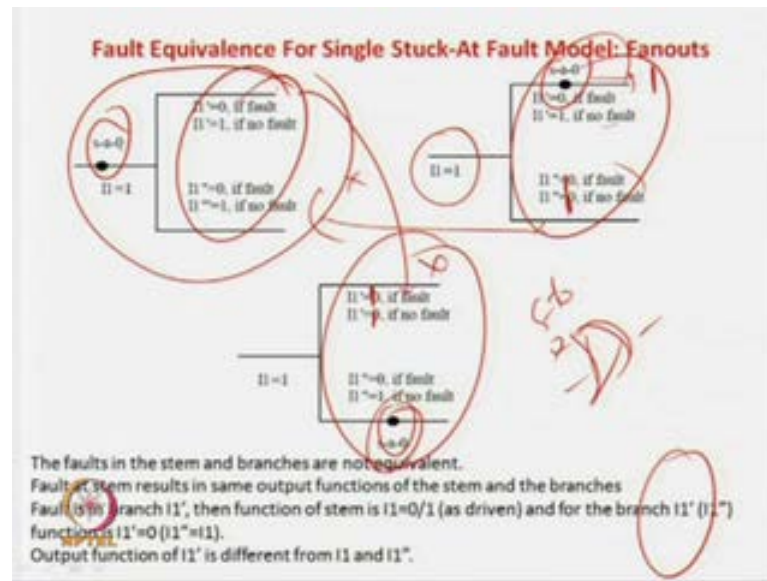 Fault Equivalence For Single Stuck-At Fault Model: Fanouts
s-a-0
I1'=0, if fault
I1'=1, if no fault
s-a-0
I1=1
I1''=0, if fault
I1''=1, if no fault
I1'=0, if fault
I1'=1, if no fault
I1=1
I1''=0, if fault
I1''=0, if no fault
I1'=0, if fault
I1'=0, if no fault
I1=1
I1''=0, if fault
I1''=1, if no fault
s-a-0
The faults in the stem and branches are not equivalent.
Fault at stem results in same output functions of the stem and the branches
Fault is in branch I1', then function of stem is I1=0/1 (as driven) and for the branch I1' (I1'')
function is I1'=0 (I1''=I1).
Output function of I1' is different from I1 and I1''.
NPTEL